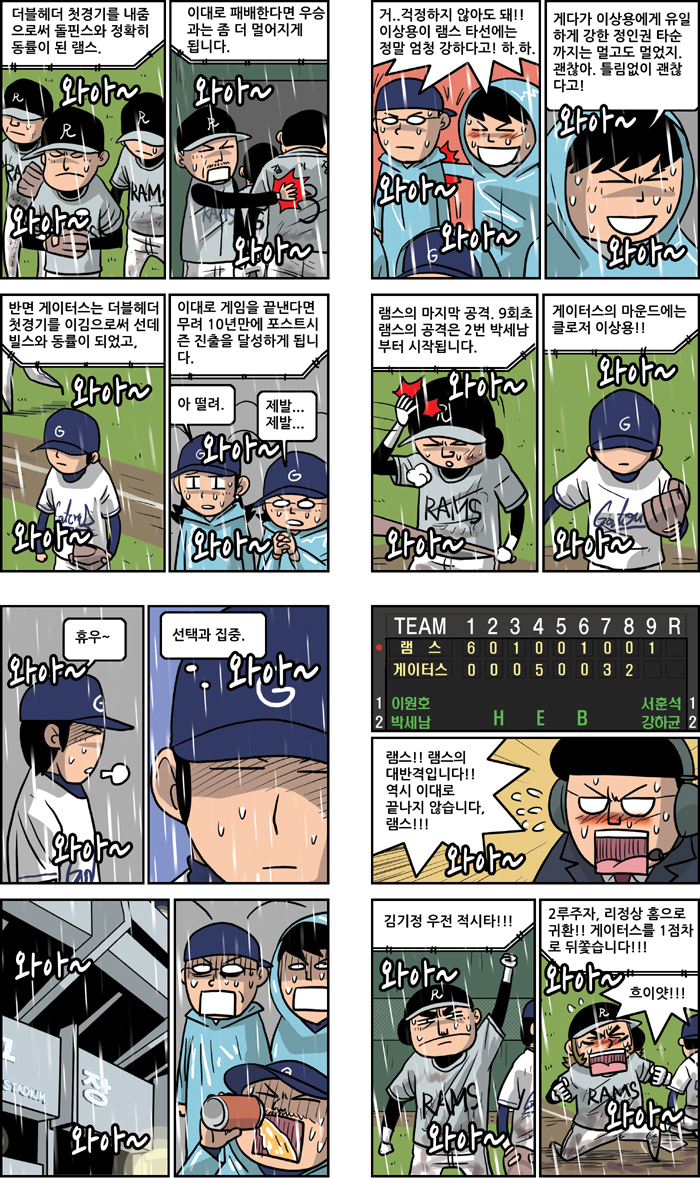 더블헤더 첫경기를 내줌
으로써 돌핀스와 정확히
동률이 된 램스.
와아~
R
R
R
RAMS
RAMS
와아~
이대로 패배한다면 우승
과는 좀 더 멀어지게
됩니다.
와아~
R
RAMS
3
와아~
거..걱정하지 않아도 돼!!
이상용이 램스 타선에는
정말 엄청 강하다고! 하.하.
와아~
와아~
게다가 이상용에게 유일
하게 강한 정인권 타순
까지는 멀고도 멀었지.
괜찮아. 틀림없이 괜찮
다고!
와아~
와아~
반면 게이터스는 더블헤더
첫경기를 이김으로써 선데
빌스와 동률이 되었고,
와아~
G
와아~
이대로 게임을 끝낸다면
무려 10년만에 포스트시
즌 진출을 달성하게 됩니
다.
아 떨려.
제발...
제발...
와아~
G
G
와아~
램스의 마지막 공격. 9회초
램스의 공격은 2번 박세남
부터 시작됩니다.
와아~
RAMS
와아~
게이터스의 마운드에는
클로저 이상용!!
와아~
G
와아~
휴우~
와아~
G
와아~
선택과 집중.
와아~
G
TEAM 1 2 3 4 5 6 7 8 9 R
램 스 6 0 1 0 0 1 0 0 1
게이터스 0 0 0 5 0 0 3 2
1 이원호 서훈석 1
2 박세남 H E B 강하균 2
램스!! 램스의
대반격입니다!!
역시 이대로
끝나지 않습니다,
램스!!!
와아~
와아~
장
STADIUM
와아~
G
김기정 우전 적시타!!!
와아~
R
RAMS
와아~
2루주자, 리정상 홈으로
귀환!! 게이터스를 1점차
로 뒤쫓습니다!!!
와아~
흐이얏!!!
R
RAMS
와아~